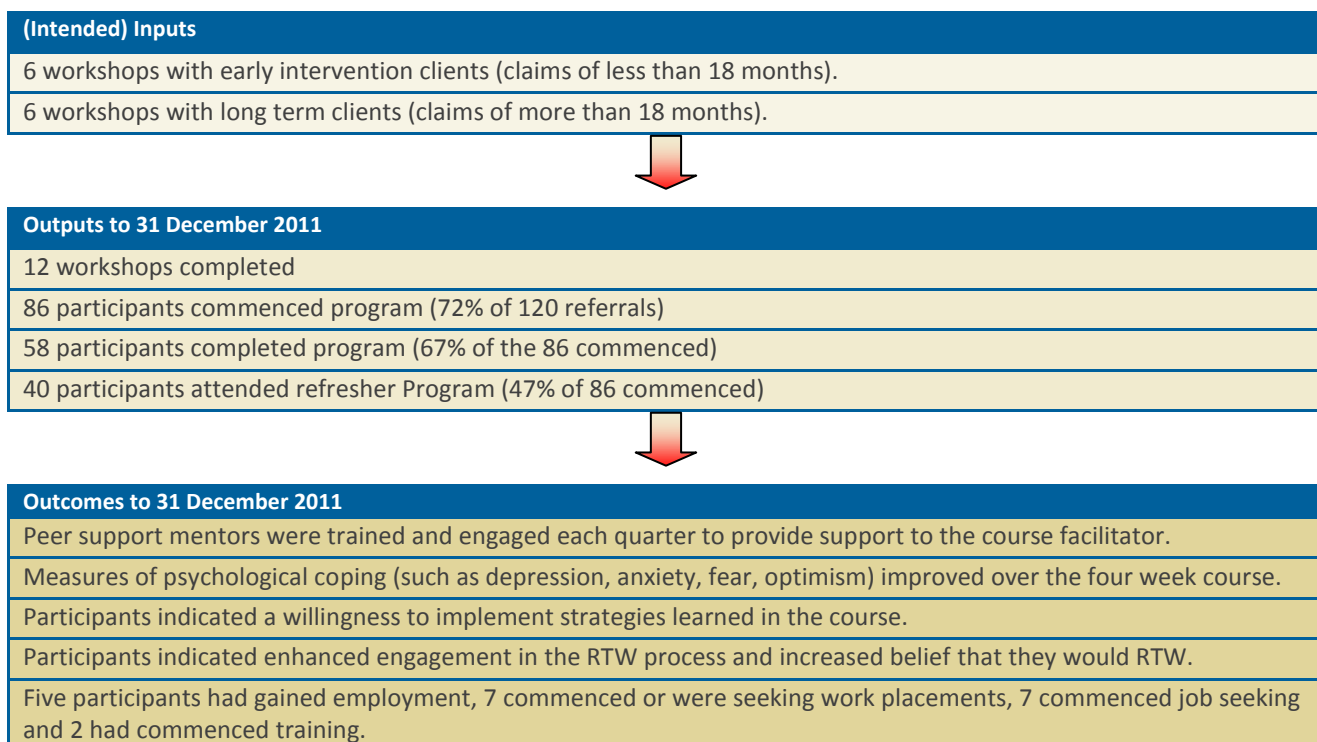 (Intended) Inputs
6 workshops with early intervention clients (claims of less than 18 months).
6 workshops with long term clients (claims of more than 18 months).
Outputs to 31 December 2011
12 workshops completed
86 participants commenced program (72% of 120 referrals)
58 participants completed program (67% of the 86 commenced)
40 participants attended refresher Program (47% of 86 commenced)
Outcomes to 31 December 2011
Peer support mentors were trained and engaged each quarter to provide support to the course facilitator.
Measures of psychological coping (such as depression, anxiety, fear, optimism) improved over the four week course.
Participants indicated a willingness to implement strategies learned in the course.
Participants indicated enhanced engagement in the RTW process and increased belief that they would RTW.
Five participants had gained employment, 7 commenced or were seeking work placements, 7 commenced job seeking
and 2 had commenced training.